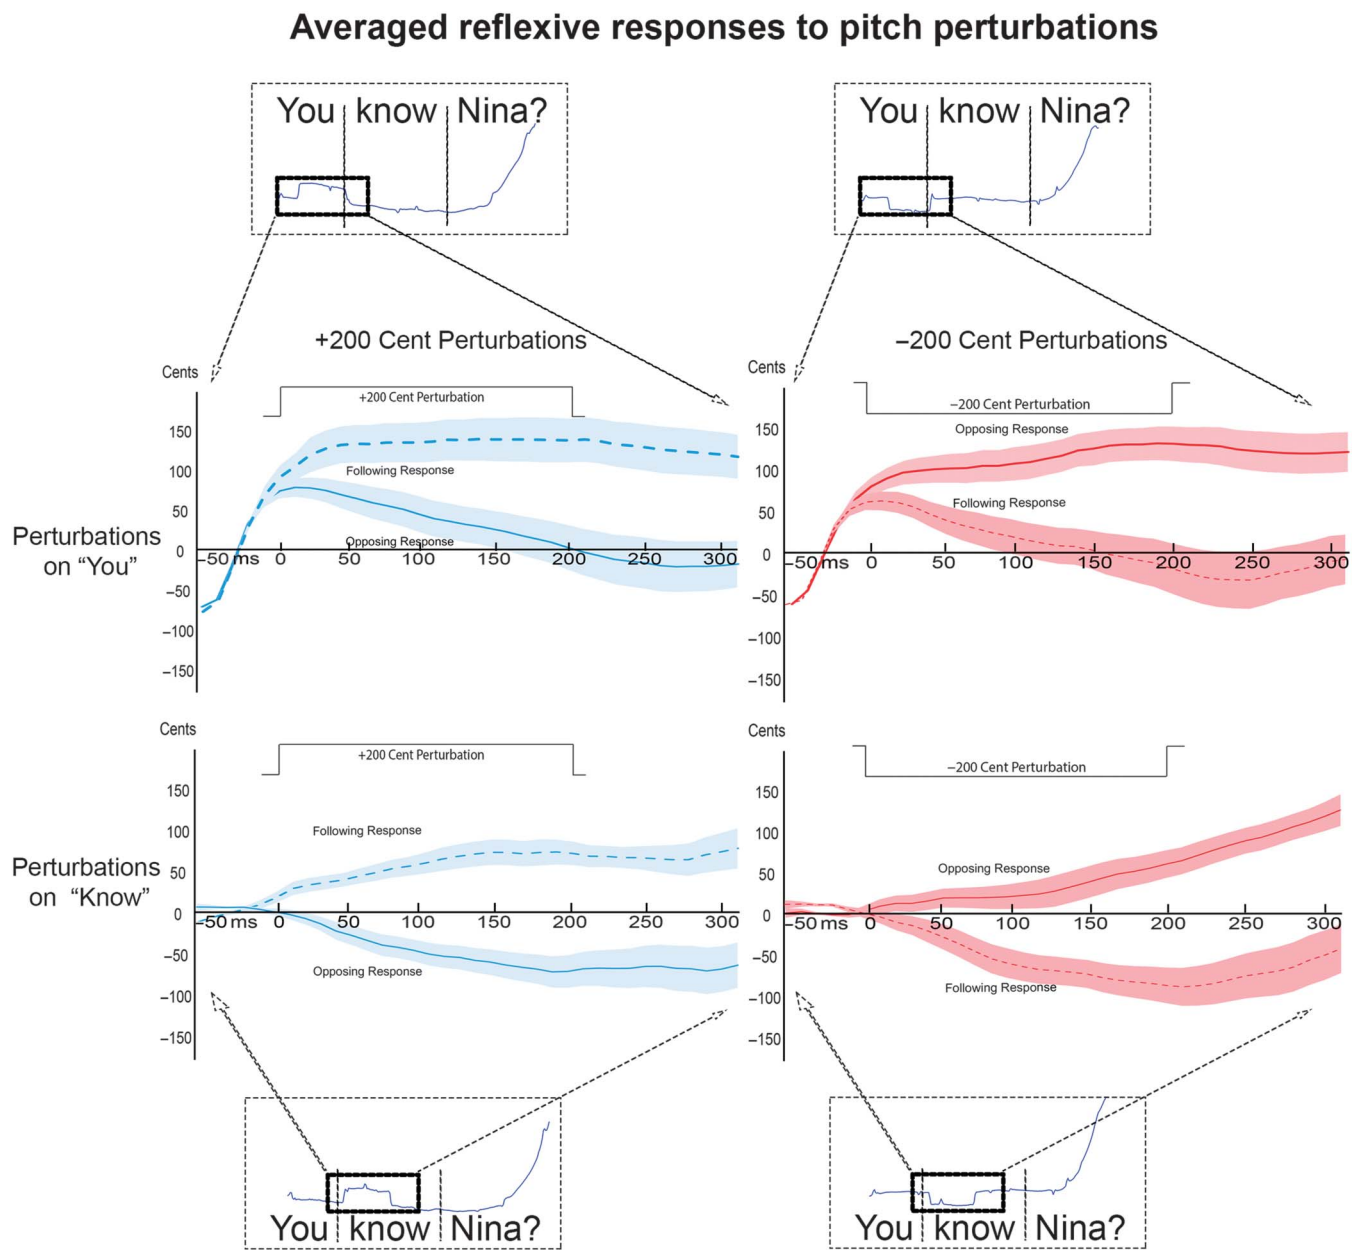 Averaged reflexive responses to pitch perturbations
You know Nina?
You know Nina?
+200 Cent Perturbations
−200 Cent Perturbations
Perturbations
on “You”
Cents
+200 Cent Perturbation
150
100
50
0
−50
−100
−150
Following Response
Opposing Response
−50 ms 0 50 100 150 200 250 300
−200 Cent Perturbation
150
100
50
0
−50
−100
−150
Opposing Response
Following Response
−50 ms 0 50 100 150 200 250 300
Perturbations
on “Know”
Cents
+200 Cent Perturbation
150
100
50
0
−50
−100
−150
Following Response
Opposing Response
−50 ms 0 50 100 150 200 250 300
Cents
−200 Cent Perturbation
150
100
50
0
−50
−100
−150
Opposing Response
Following Response
−50 ms 0 50 100 150 200 250 300
You know Nina?
You know Nina?